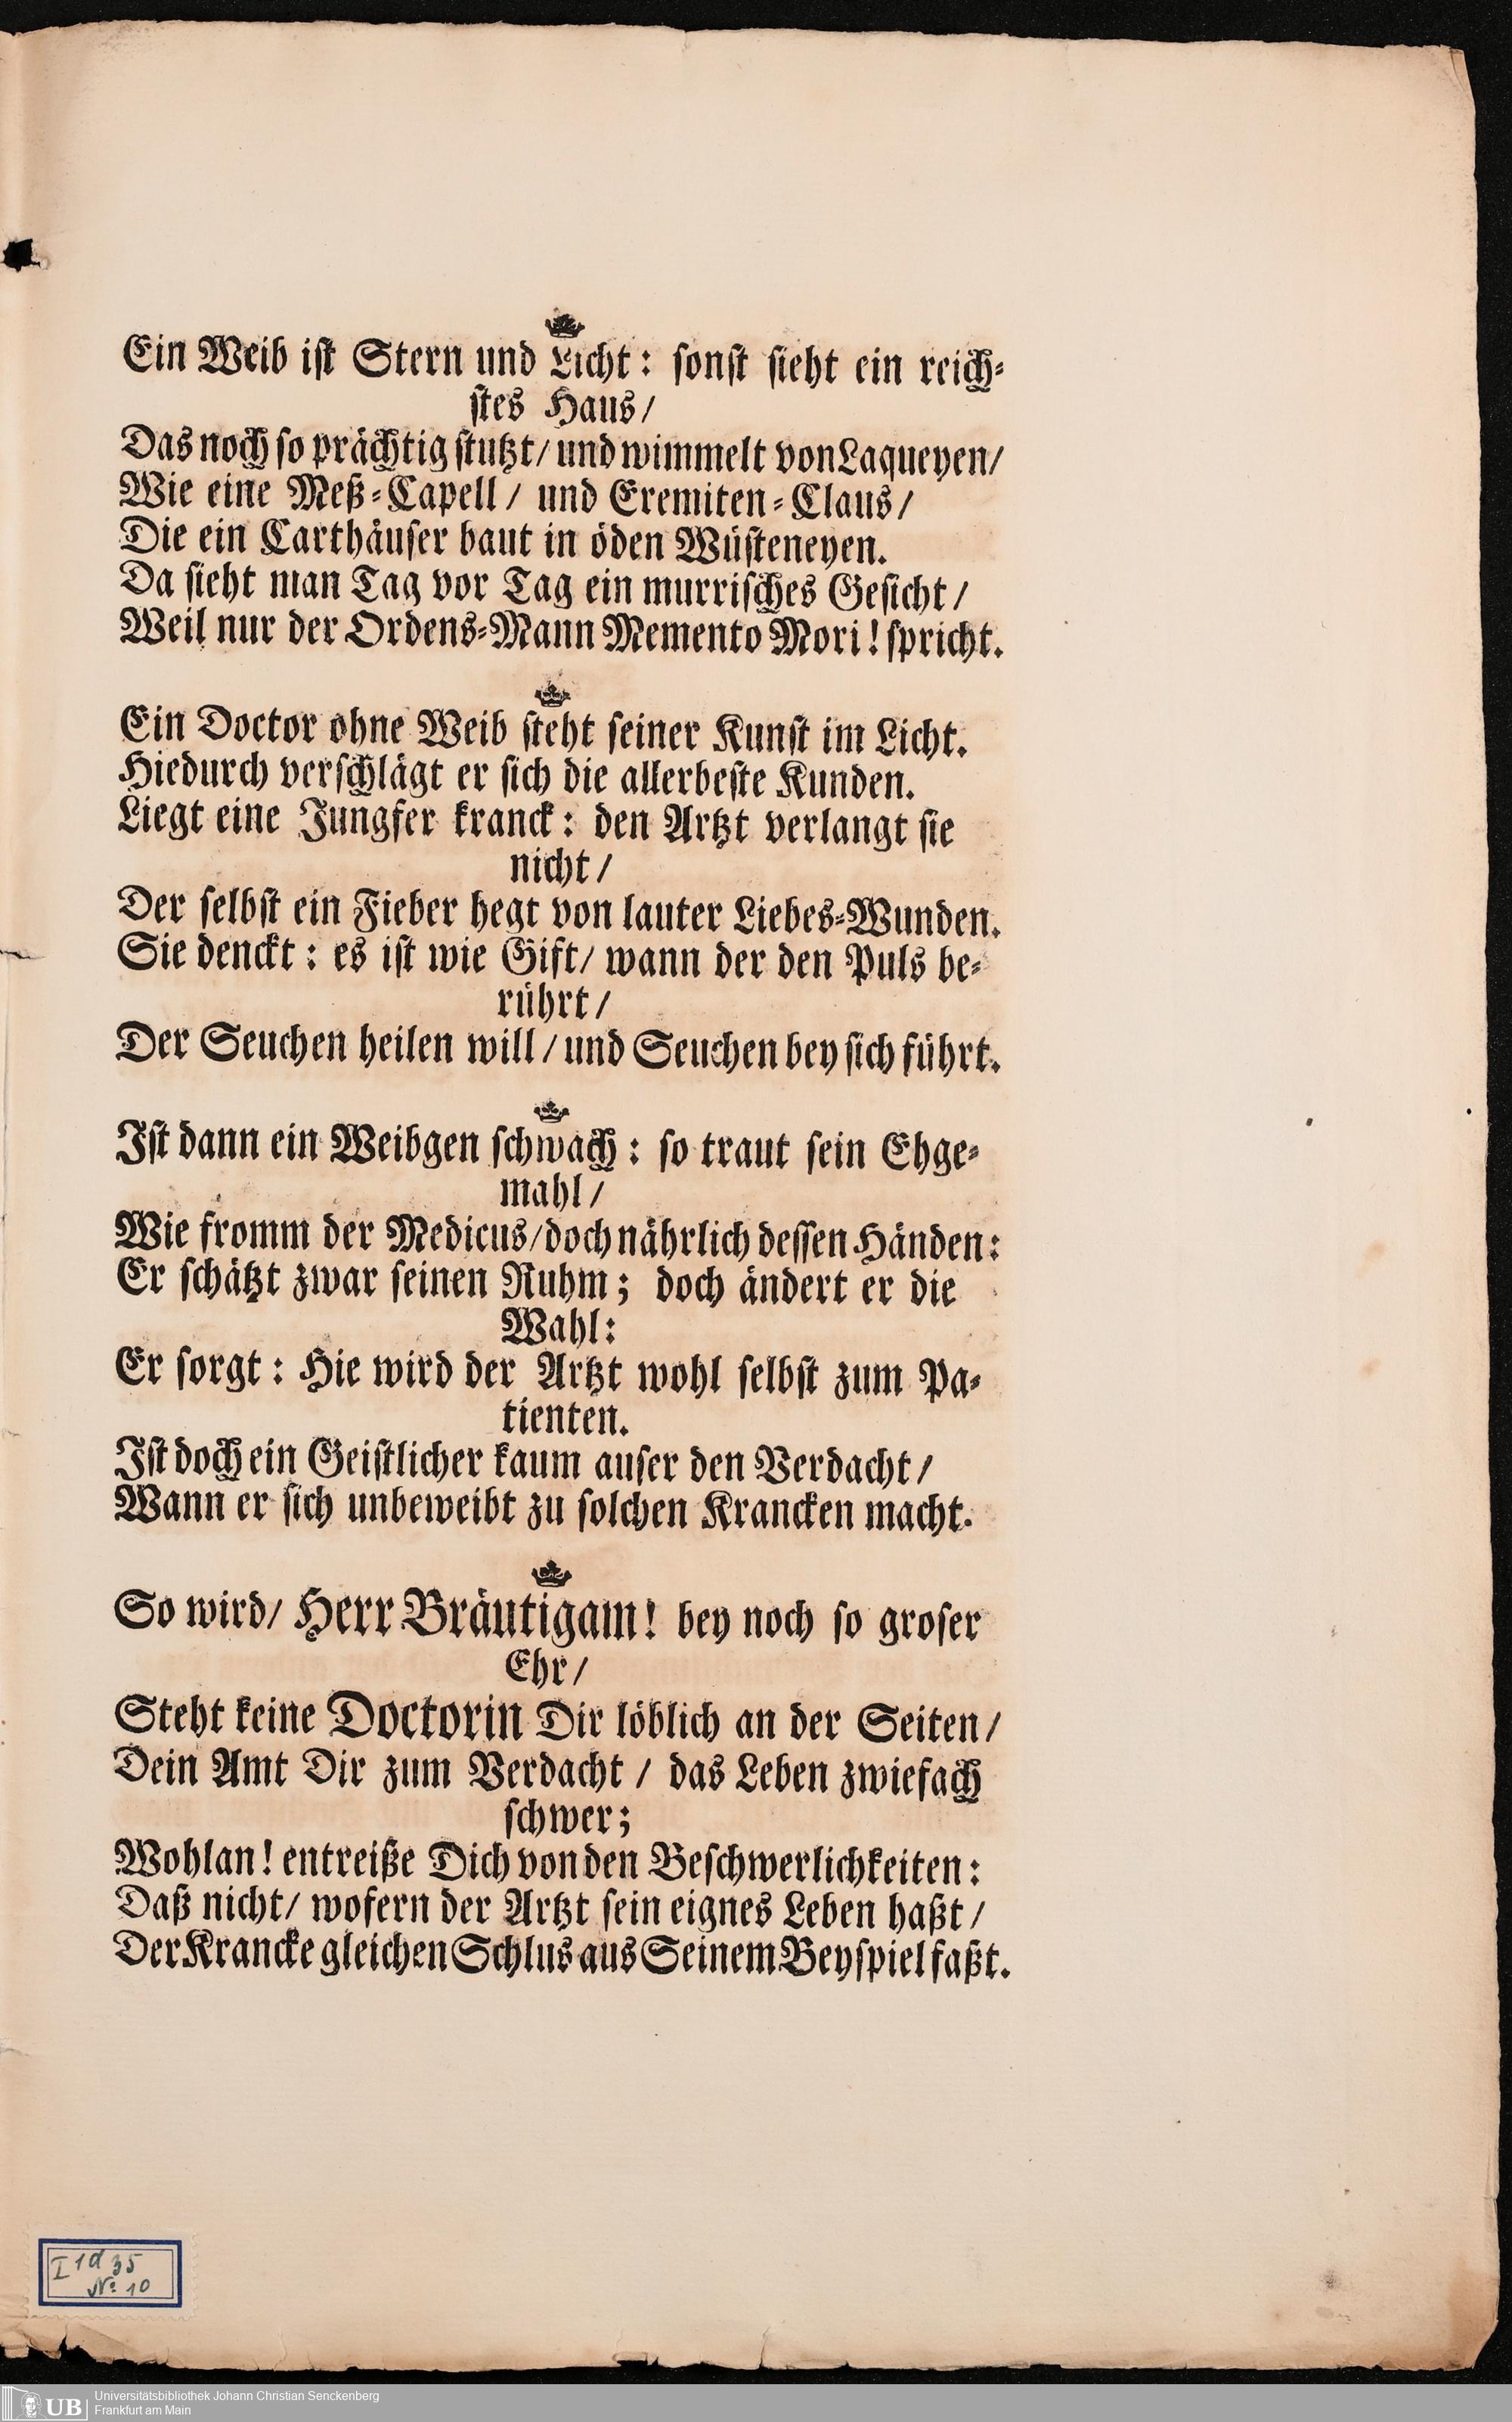 Ein Weib ist Stern und Licht: sonst sieht ein reich-
stes Haus/
Das noch so prächtig stutzt/ und wimmelt von Laqueyen/
Wie eine Meß-Capell/ und Eremiten-Claus/
Die ein Carthäuser baut in öden Wüsteneyen.
Da sieht man Tag vor Tag ein murrisches Gesicht/
Weil nur der Ordens-Mann Memento Mori! spricht.
Ein Doctor ohne Weib steht seiner Kunst im Licht.
Hiedurch verschlägt er sich die allerbeste Kunden.
Liegt eine Jungfer kranck: den Artzt verlangt sie
nicht/
Der selbst ein Fieber hegt von lauter Liebes-Wunden.
Sie denckt: es ist wie Gift/ wann der den Puls be-
rührt/
Der Seuchen heilen will/ und Seuchen bey sich führt.
Ist dann ein Weibgen schwach: so traut sein Ehge-
mahl/
Wie fromm der Medicus/ doch nährlich dessen Händen:
Er schätzt zwar seinen Ruhm; doch ändert er die
Wahl:
Er sorgt: Hie wird der Artzt wohl selbst zum Pa-
tienten.
Ist doch ein Geistlicher kaum auser den Verdacht/
Wann er sich unbeweibt zu solchen Krancken macht.
So wird/ Herr Bräutigam! bey noch so groser
Ehr/
Steht keine Doctorin Dir löblich an der Seiten/
Dein Amt Dir zum Verdacht/ das Leben zwiefach
schwer;
Wohlan! entreiße Dich von den Beschwerlichkeiten:
Daß nicht/ wofern der Artzt sein eignes Leben haßt/
Der Krancke gleichen Schlus aus Seinem Beyspiel faßt.
I 1d 35
No. 10
UB
Universitätsbibliothek Johann Christian Senckenberg
Frankfurt am Main